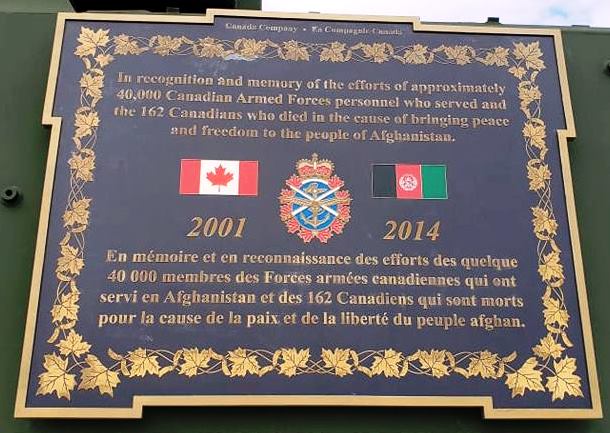 Canada Company • En Compagnie Canada
In recognition and memory of the efforts of approximately
40,000 Canadian Armed Forces personnel who served and
the 162 Canadians who died in the cause of bringing peace
and freedom to the people of Afghanistan.
2001 2014
En mémoire et en reconnaissance des efforts des quelque
40 000 membres des Forces armées canadiennes qui ont
servi en Afghanistan et des 162 Canadiens qui sont morts
pour la cause de la paix et de la liberté du peuple afghan.